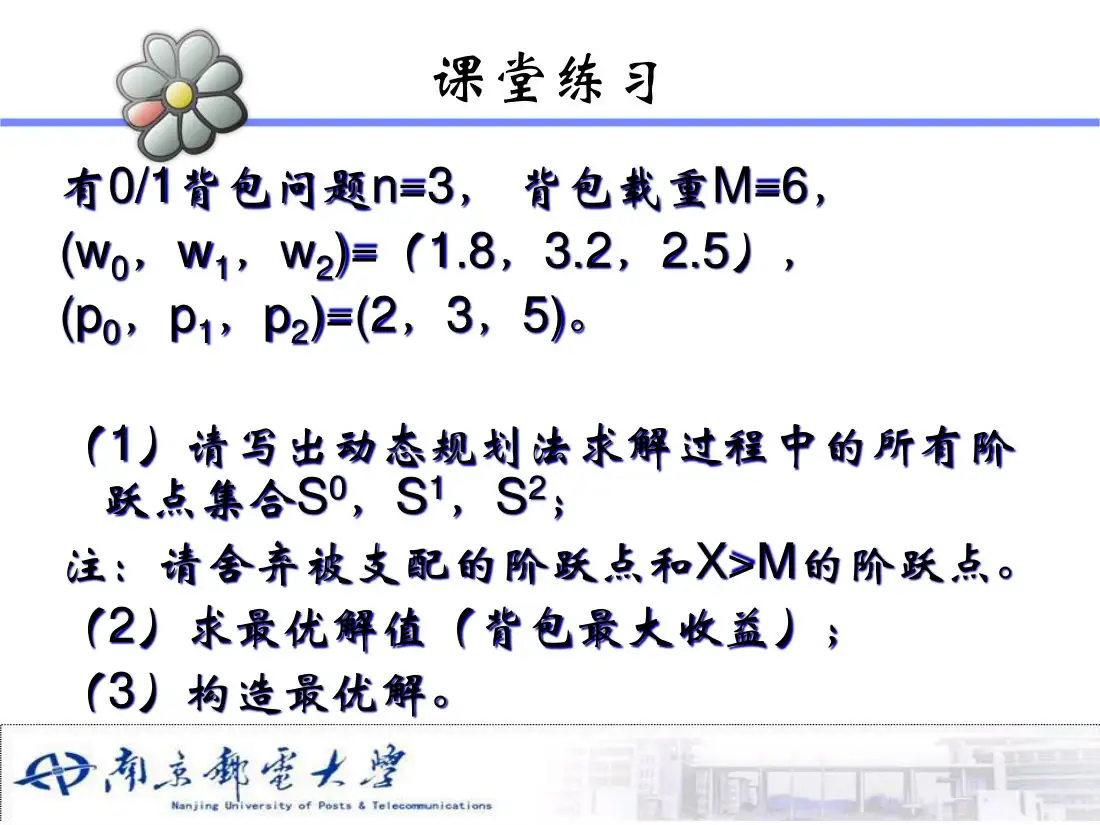 课堂练习
有0/1背包问题n=3， 背包载重M=6，
(w0，w1，w2)=（1.8，3.2，2.5），
(p0，p1，p2)=(2，3，5)。
（1）请写出动态规划法求解过程中的所有阶
跃点集合S⁰，S¹，S²；
注：请舍弃被支配的阶跃点和X>M的阶跃点。
（2）求最优解值（背包最大收益）；
（3）构造最优解。
南京邮电大学
Nanjing University of Posts & Telecommunications